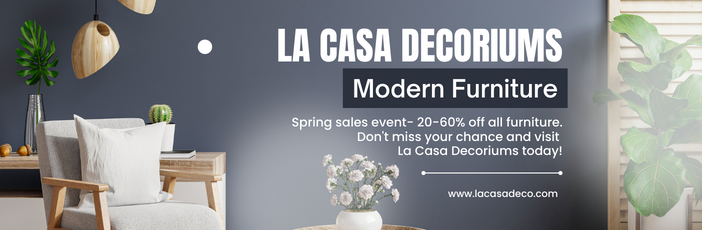 LA CASA DECORIUMS
Modern Furniture
Spring sales event- 20-60% off all furniture.
Don't miss your chance and visit
La Casa Decoriums today!
www.lacasadeco.com